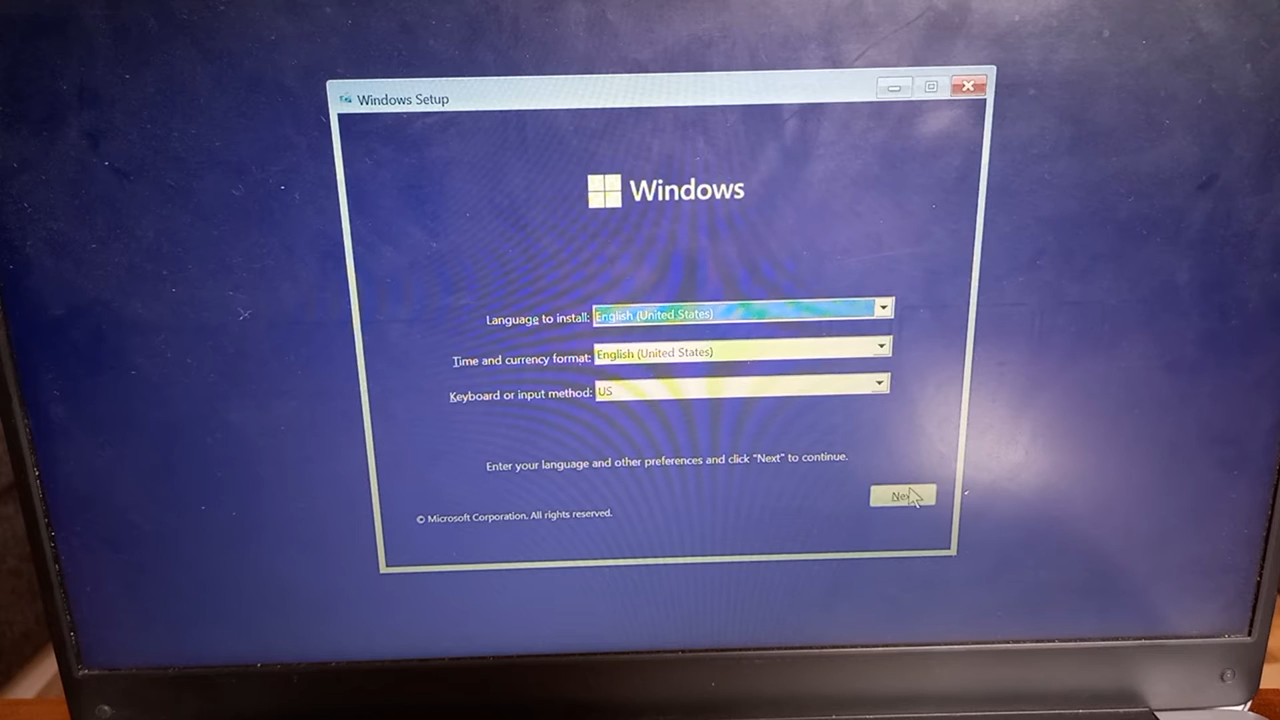 Windows Setup
Windows
Language to install: English (United States)
Time and currency format: English (United States)
Keyboard or input method: US
Enter your language and other preferences and click "Next" to continue.
Next
© Microsoft Corporation. All rights reserved.